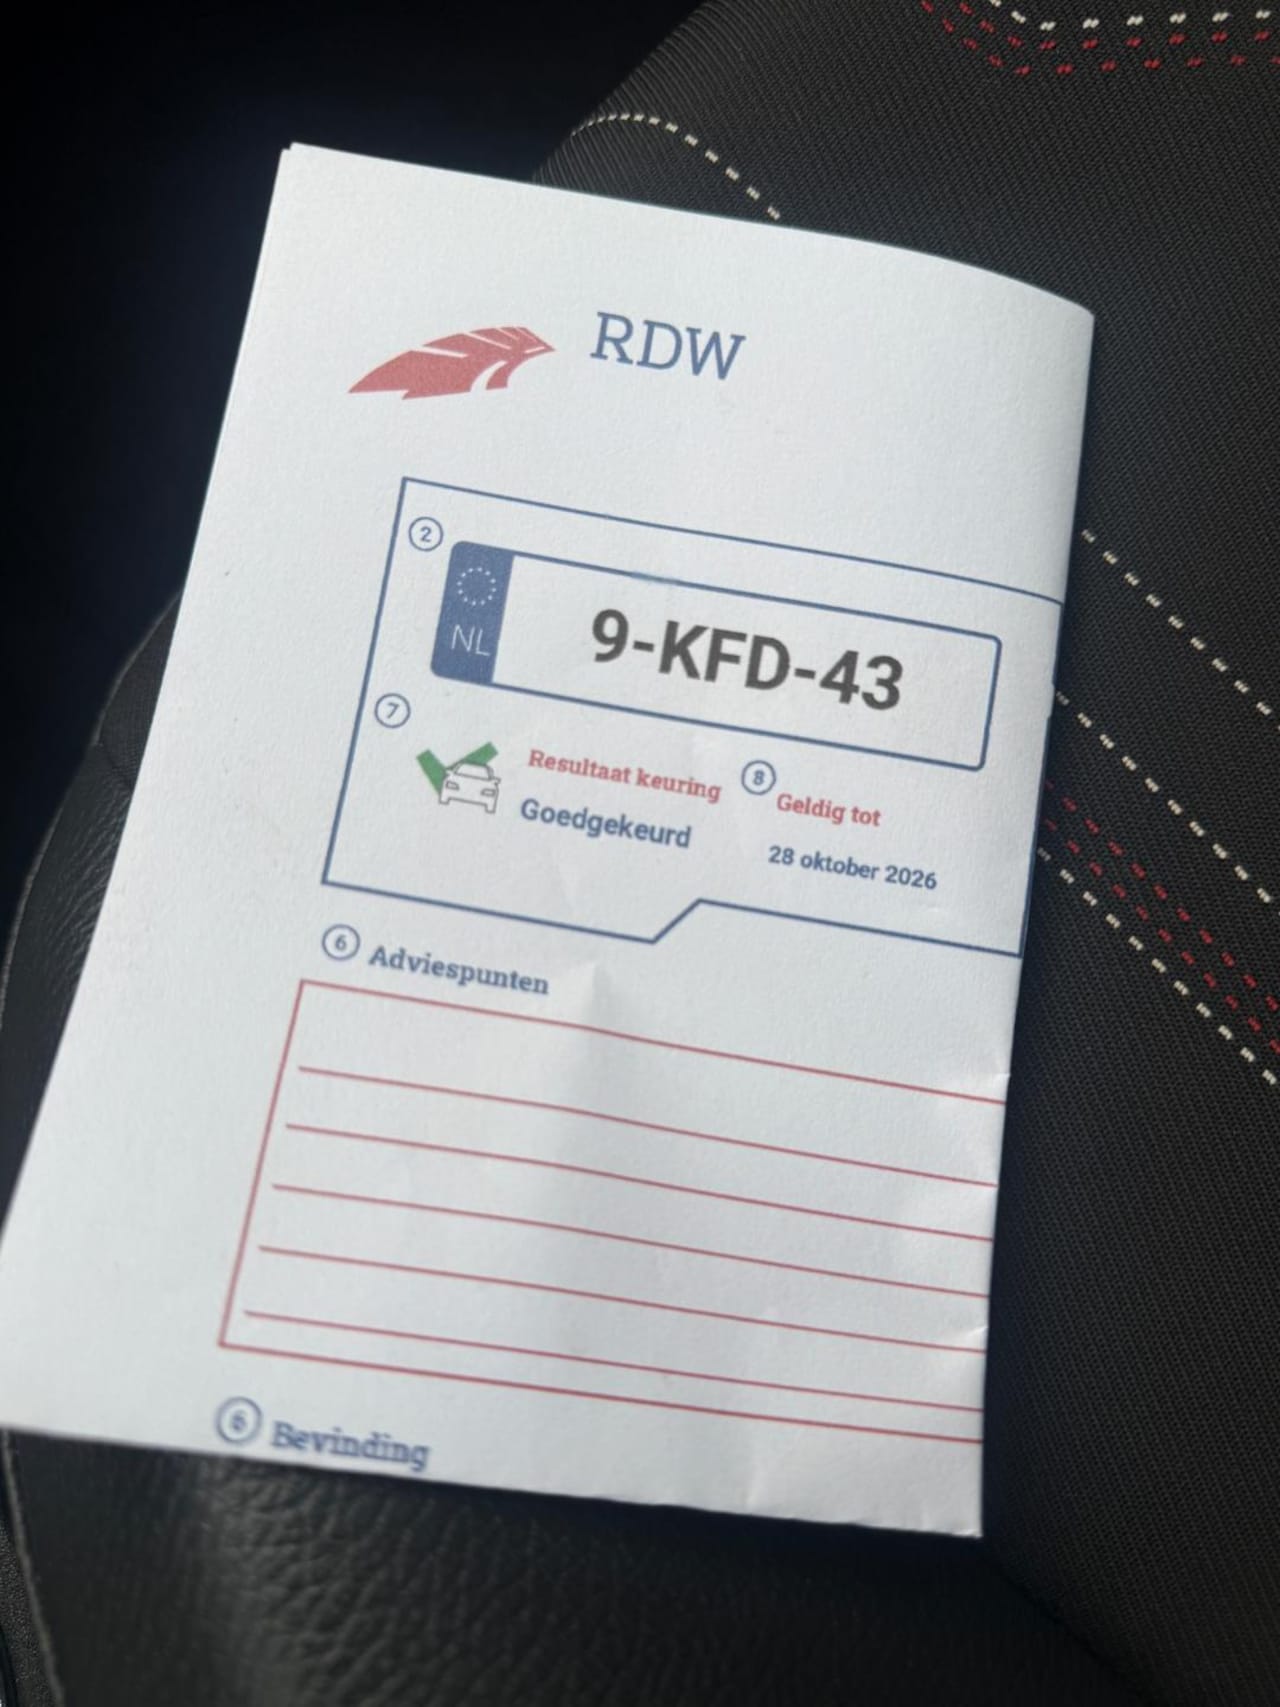 RDW
2
NL
9-KFD-43
7
Resultaat keuring
Goedgekeurd
8
Geldig tot
28 oktober 2026
6 Adviespunten
6 Bevinding